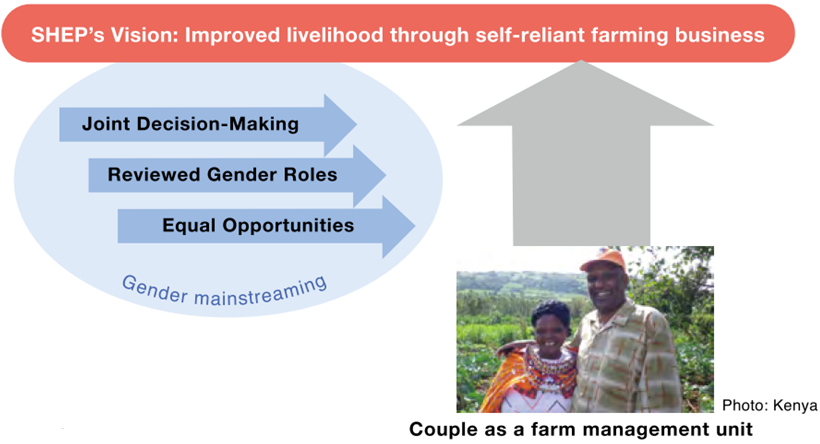 SHEP's Vision: Improved livelihood through self-reliant farming business
Joint Decision-Making
Reviewed Gender Roles
Equal Opportunities
Gender mainstreaming
Photo: Kenya
Couple as a farm management unit